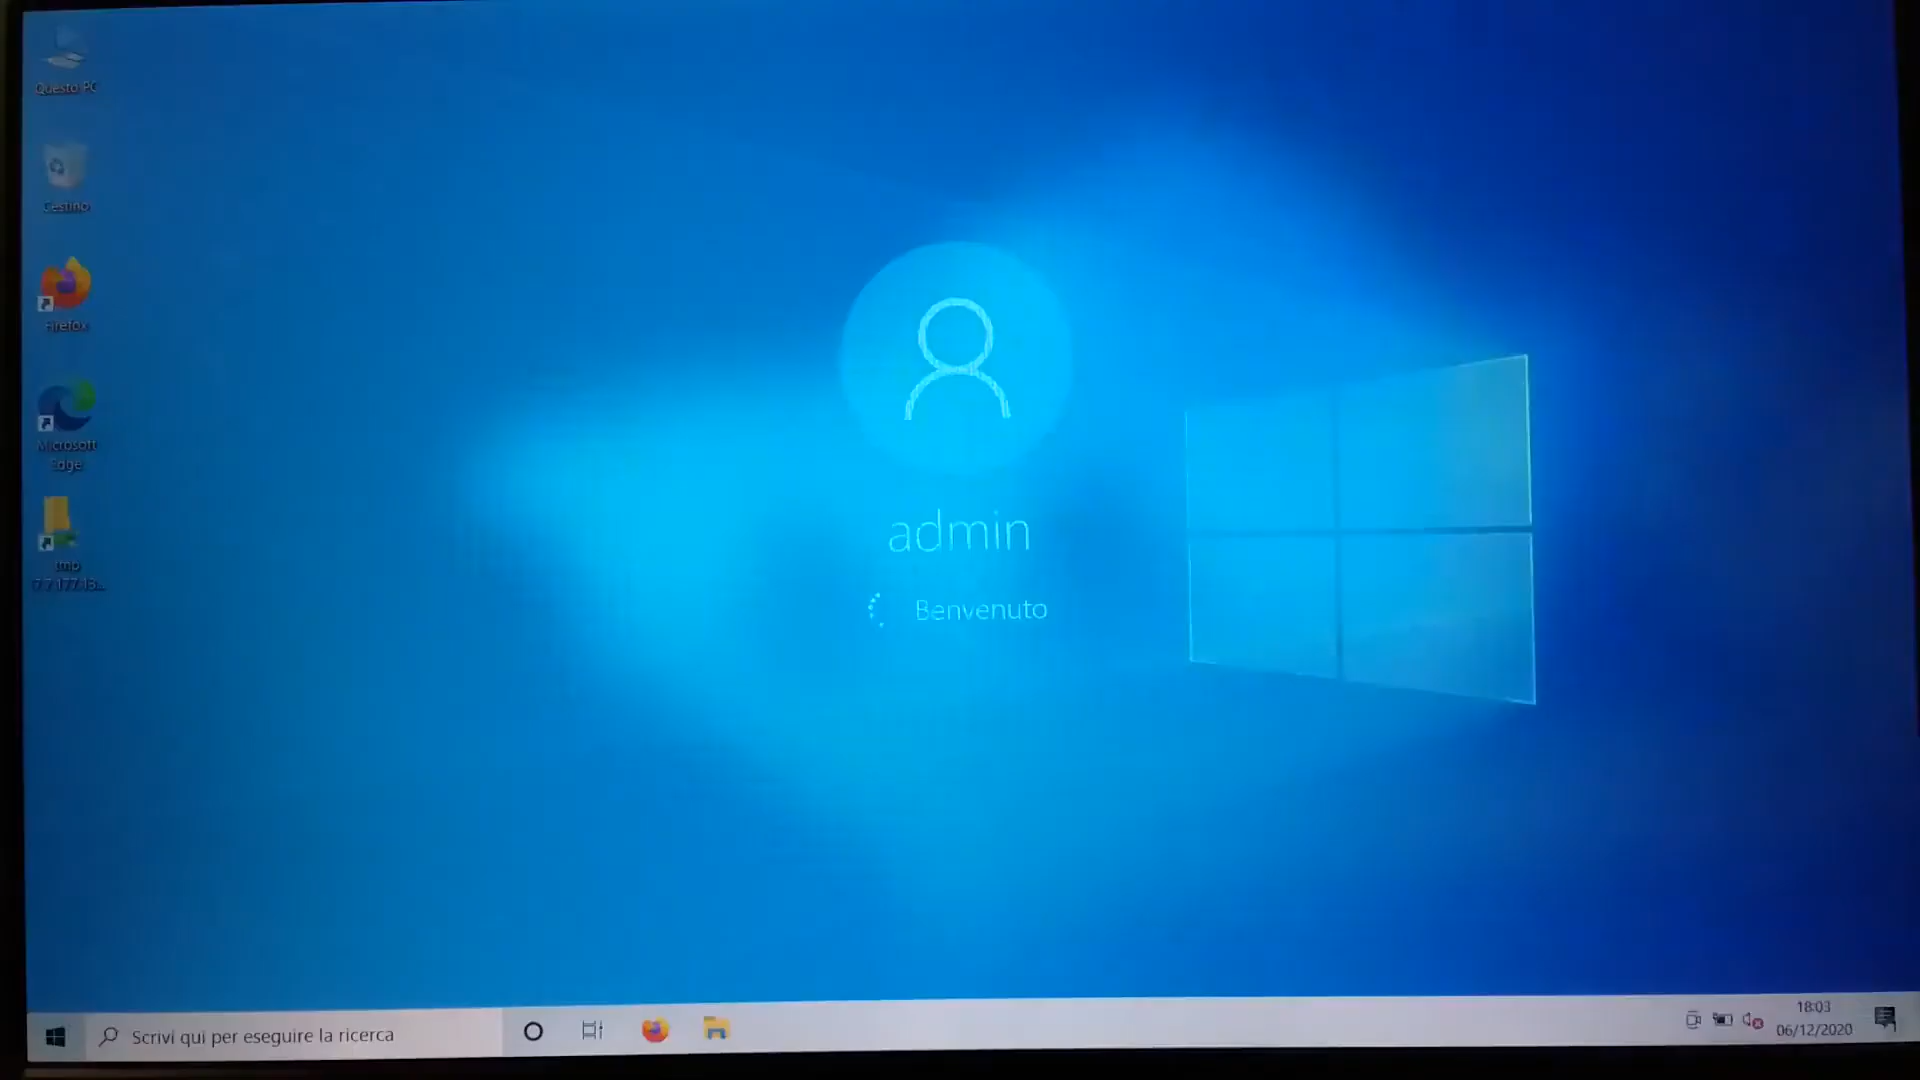 Questo PC
Cestino
Firefox
Microsoft
Edge
tmp
admin
Benvenuto
Scrivi qui per eseguire la ricerca
18:03
06/12/2020